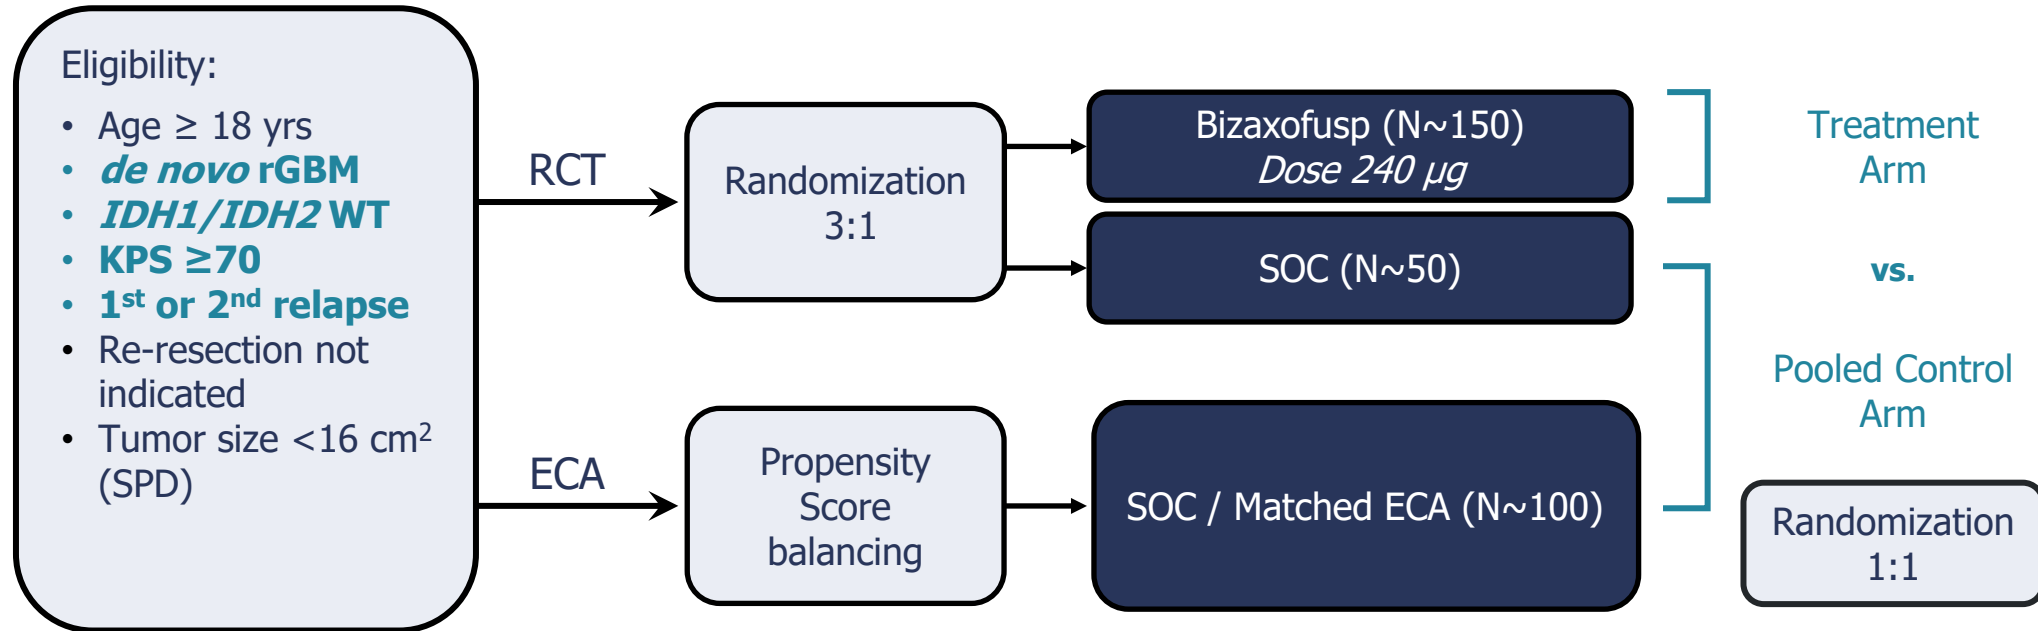 Eligibility:
• Age ≥ 18 yrs
• de novo rGBM
• IDH1/IDH2 WT
• KPS ≥70
• 1st or 2nd relapse
• Re-resection not
indicated
• Tumor size <16 cm2
(SPD)
RCT
Randomization
3:1
Bizaxofusp (N~150)
Dose 240 µg
SOC (N~50)
Treatment
Arm
vs.
Pooled Control
Arm
ECA
Propensity
Score
balancing
SOC / Matched ECA (N~100)
Randomization
1:1